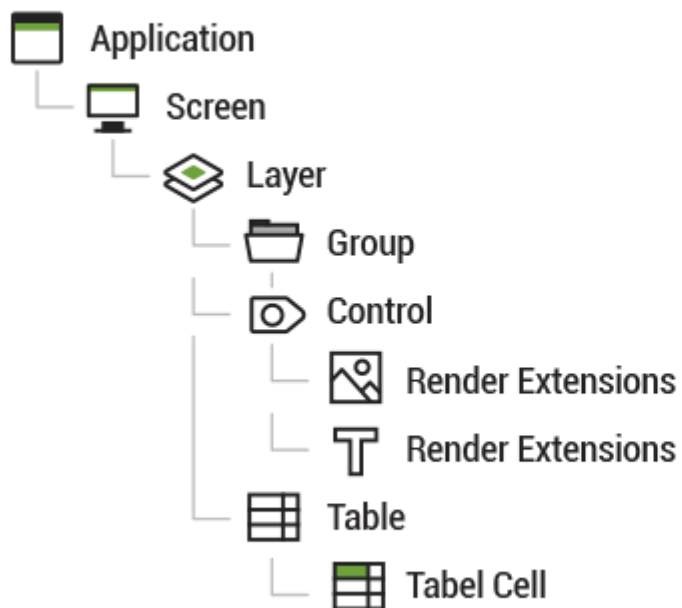 Application
Screen
Layer
Group
Control
Render Extensions
Render Extensions
Table
Tabel Cell